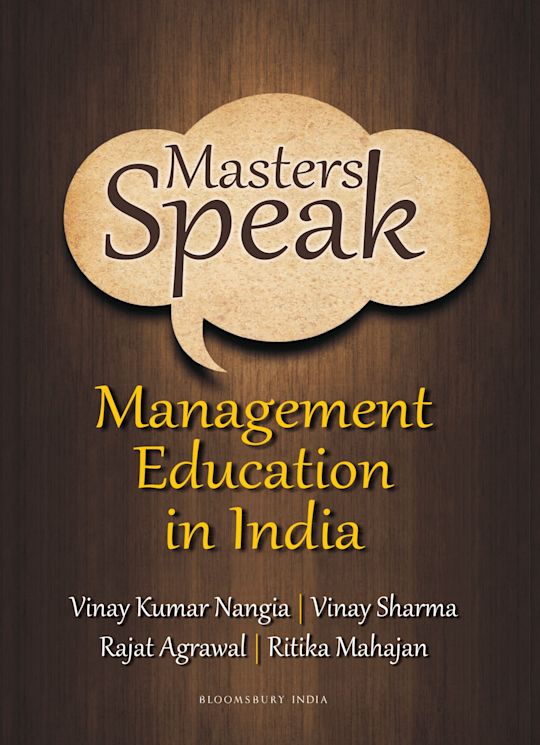 Masters
Speak
Management
Education
in India
Vinay Kumar Nangia | Vinay Sharma
Rajat Agrawal | Ritika Mahajan
BLOOMSBURY INDIA